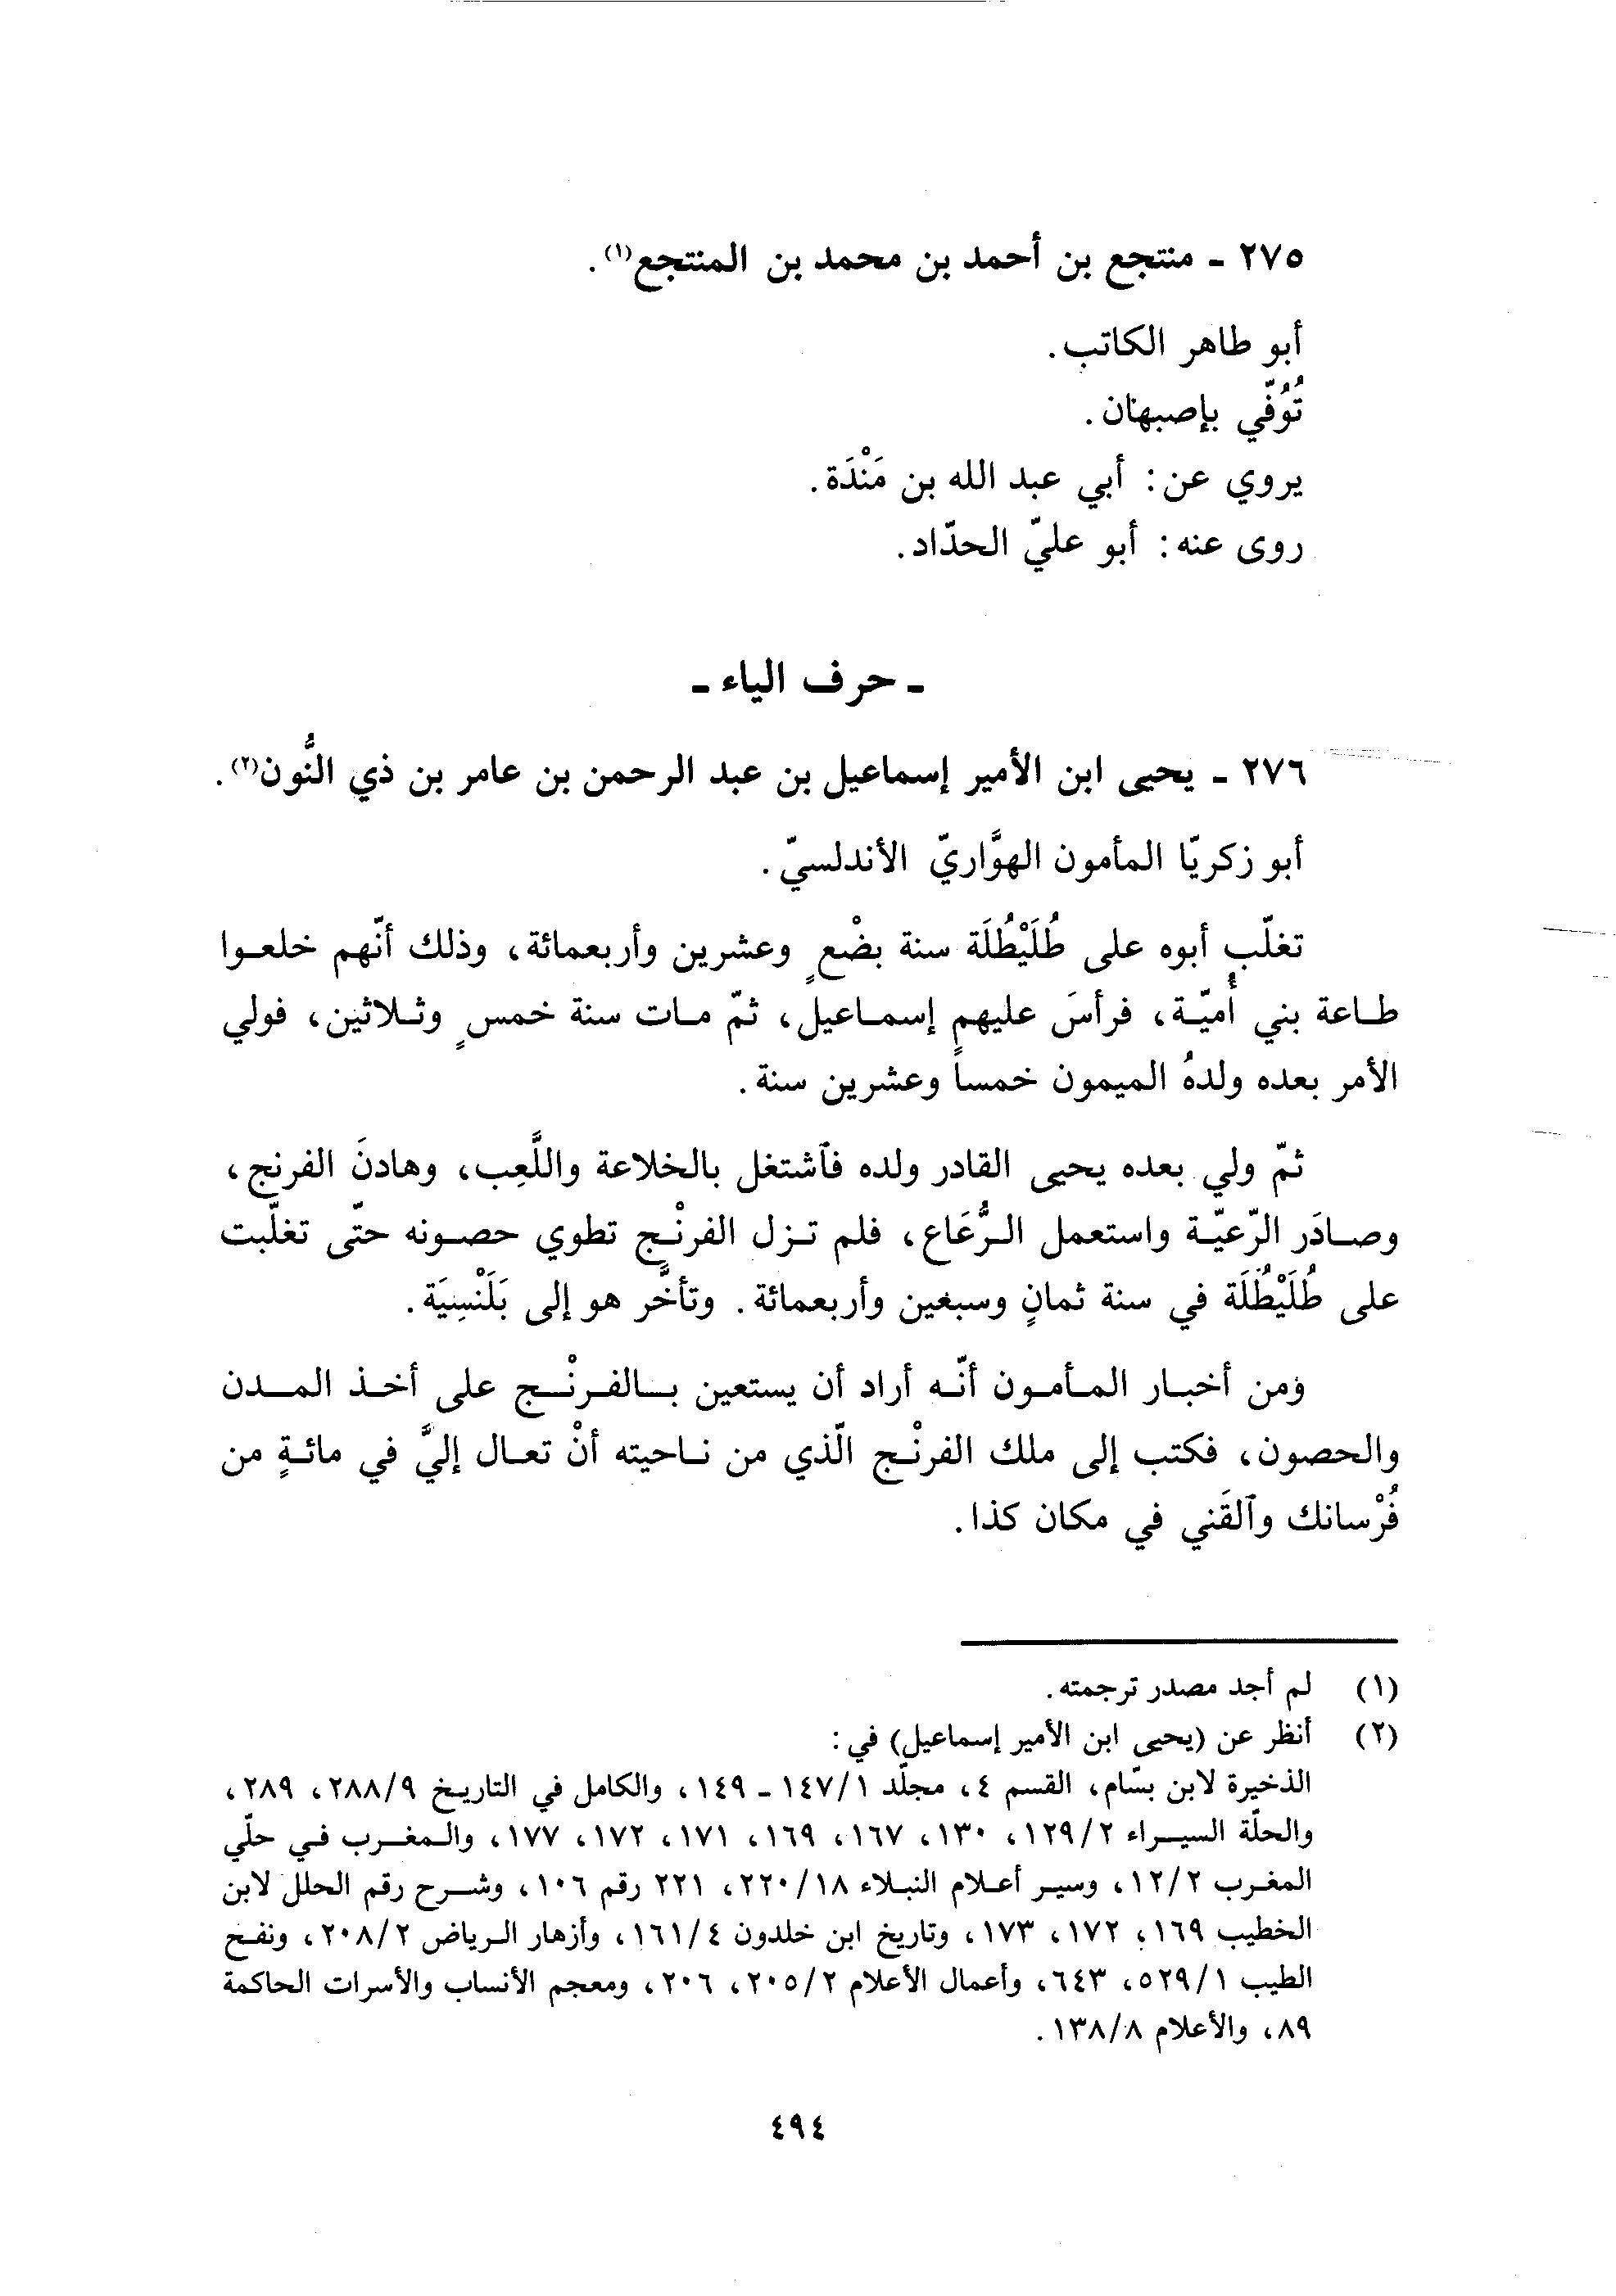 ٢٧٥ - منتجع بن أحمد بن محمد بن المنتجع(١).
أبو طاهر الكاتب.
تُوُفّي بإصبهان.
يروي عن: أبي عبد الله بن مَنْدَة.
روى عنه: أبو عليّ الحدّاد.
- حرف الياء -
٢٧٦ - يحيى ابن الأمير إسماعيل بن عبد الرحمن بن عامر بن ذي النُّون(٢).
أبو زكريّا المأمون الهوَّاريّ الأندلسيّ.
تغلّب أبوه على طُلَيْطُلَة سنة بضْعٍ وعشرين وأربعمائة، وذلك أنّهم خلعوا
طاعة بني أُميّة، فرأسَ عليهم إسماعيل، ثمّ مات سنة خمسٍ وثلاثين، فولي
الأمر بعده ولدهُ الميمون خمساً وعشرين سنة.
ثمّ ولي بعده يحيى القادر ولده فآشتغل بالخلاعة واللَّعِب، وهادنَ الفرنج،
وصادَر الرّعيّة واستعمل الرُّعَاع، فلم تزل الفرنْج تطوي حصونه حتّى تغلّبت
على طُلَيْطُلَة في سنة ثمانٍ وسبعين وأربعمائة. وتأخَّر هو إلى بَلَنْسِيَة.
ومن أخبار المأمون أنّه أراد أن يستعين بالفرنْج على أخذ المدن
والحصون، فكتب إلى ملك الفرنْج الّذي من ناحيته أنْ تعال إليَّ في مائةٍ من
فُرْسانك وآلقَني في مكان كذا.
(١) لم أجد مصدر ترجمته.
(٢) أنظر عن (يحيى ابن الأمير إسماعيل) في:
الذخيرة لابن بسّام، القسم ٤، مجلّد ١/١٤٧ - ١٤٩، والكامل في التاريخ ٢٨٨/٩، ٢٨٩،
والحلّة السيراء ١٢٩/٢، ١٣٠، ١٦٧، ١٦٩، ١٧١، ١٧٢، ١٧٧، والمغرب في حلّي
المغرب ١٢/٢، وسير أعلام النبلاء ٢٢٠/١٨، ٢٢١ رقم ١٠٦، وشرح رقم الحلل لابن
الخطيب ١٦٩، ١٧٢، ١٧٣، وتاريخ ابن خلدون ١٦١/٤، وأزهار الرياض ٢٠٨/٢، ونفح
الطيب ٥٢٩/١، ٦٤٣، وأعمال الأعلام ٢٠٥/٢، ٢٠٦، ومعجم الأنساب والأسرات الحاكمة
٨٩، والأعلام ١٣٨/٨.
٤٩٤